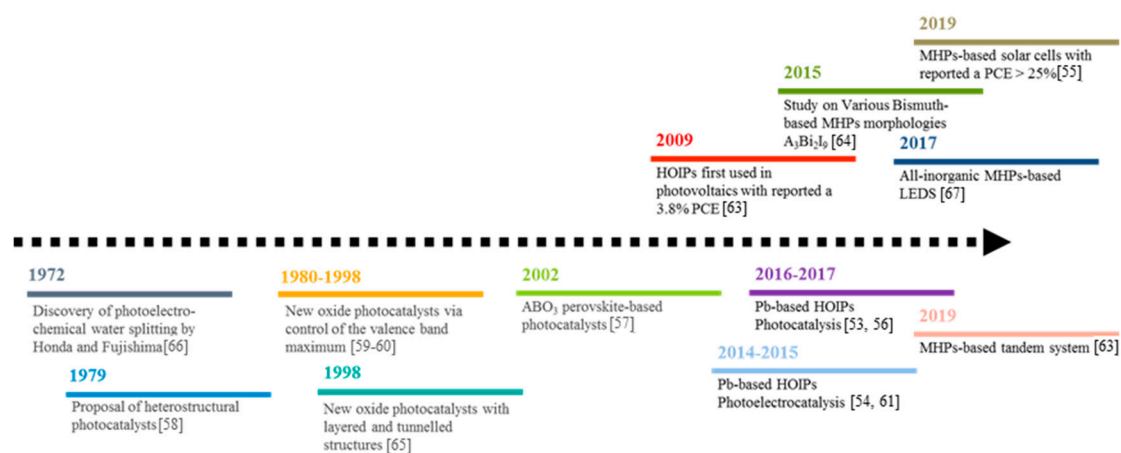 2019
MHPs-based solar cells with
reported a PCE > 25%[55]
2015
Study on Various Bismuth-
based MHPs morphologies
A₃Bi₂I₉ [64]
2009
HOIPs first used in
photovoltaics with reported a
3.8% PCE [63]
2017
All-inorganic MHPs-based
LEDS [67]
1972
Discovery of photoelectro-
chemical water splitting by
Honda and Fujishima[66]
1979
Proposal of heterostructural
photocatalysts[58]
1980-1998
New oxide photocatalysts via
control of the valence band
maximum [59-60]
1998
New oxide photocatalysts with
layered and tunnelled
structures [65]
2002
ABO₃ perovskite-based
photocatalysts [57]
2016-2017
Pb-based HOIPs
Photocatalysis [53, 56]
2014-2015
Pb-based HOIPs
Photoelectrocatalysis [54, 61]
2019
MHPs-based tandem system [63]